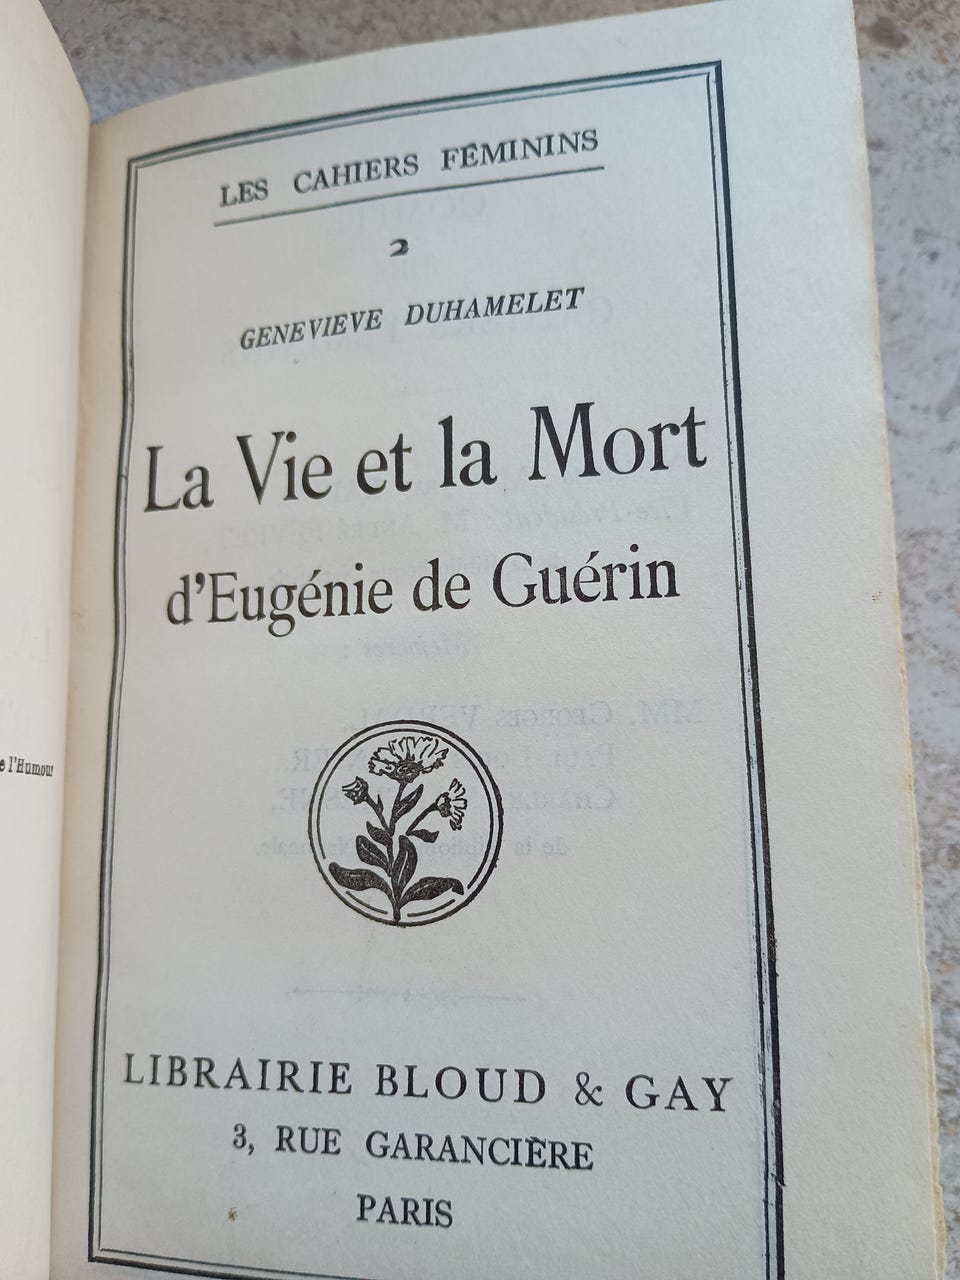 LES CAHIERS FÉMININS
2
GENEVIEVE DUHAMELET
La Vie et la Mort
d'Eugénie de Guérin
e l'Humour
LIBRAIRIE BLOUD & GAY
3, RUE GARANCIÈRE
PARIS